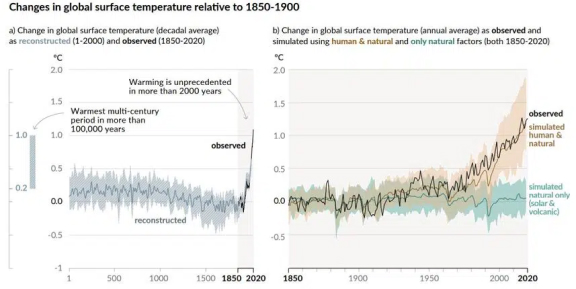 Changes in global surface temperature relative to 1850-1900
a) Change in global surface temperature (decadal average)
as reconstructed (1-2000) and observed (1850-2020)
°C
2.0
1.5
1.0
0.5
0.0
-0.5
-1
1.0
0.2
Warming is unprecedented
in more than 2000 years
Warmest multi-century
period in more than
100,000 years
observed
reconstructed
1
500
1000
1500
1850
2020
b) Change in global surface temperature (annual average) as observed and
simulated using human & natural and only natural factors (both 1850-2020)
°C
2.0
1.5
1.0
0.5
0.0
-0.5
observed
simulated
human &
natural
simulated
natural only
(solar &
volcanic)
1850
1900
1950
2000
2020